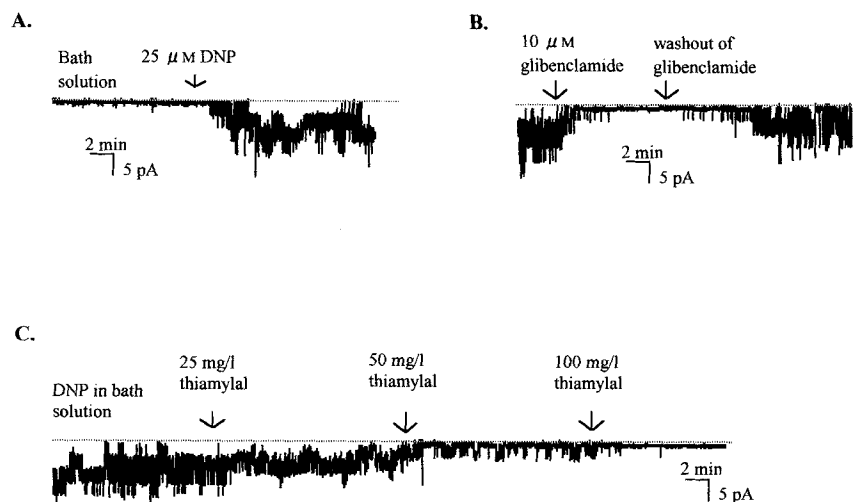 A.
Bath
solution
25 μM DNP
2 min
5 pA
B.
10 μM
glibenclamide
washout of
glibenclamide
2 min
5 pA
C.
DNP in bath
solution
25 mg/l
thiamylal
50 mg/l
thiamylal
100 mg/l
thiamylal
2 min
5 pA